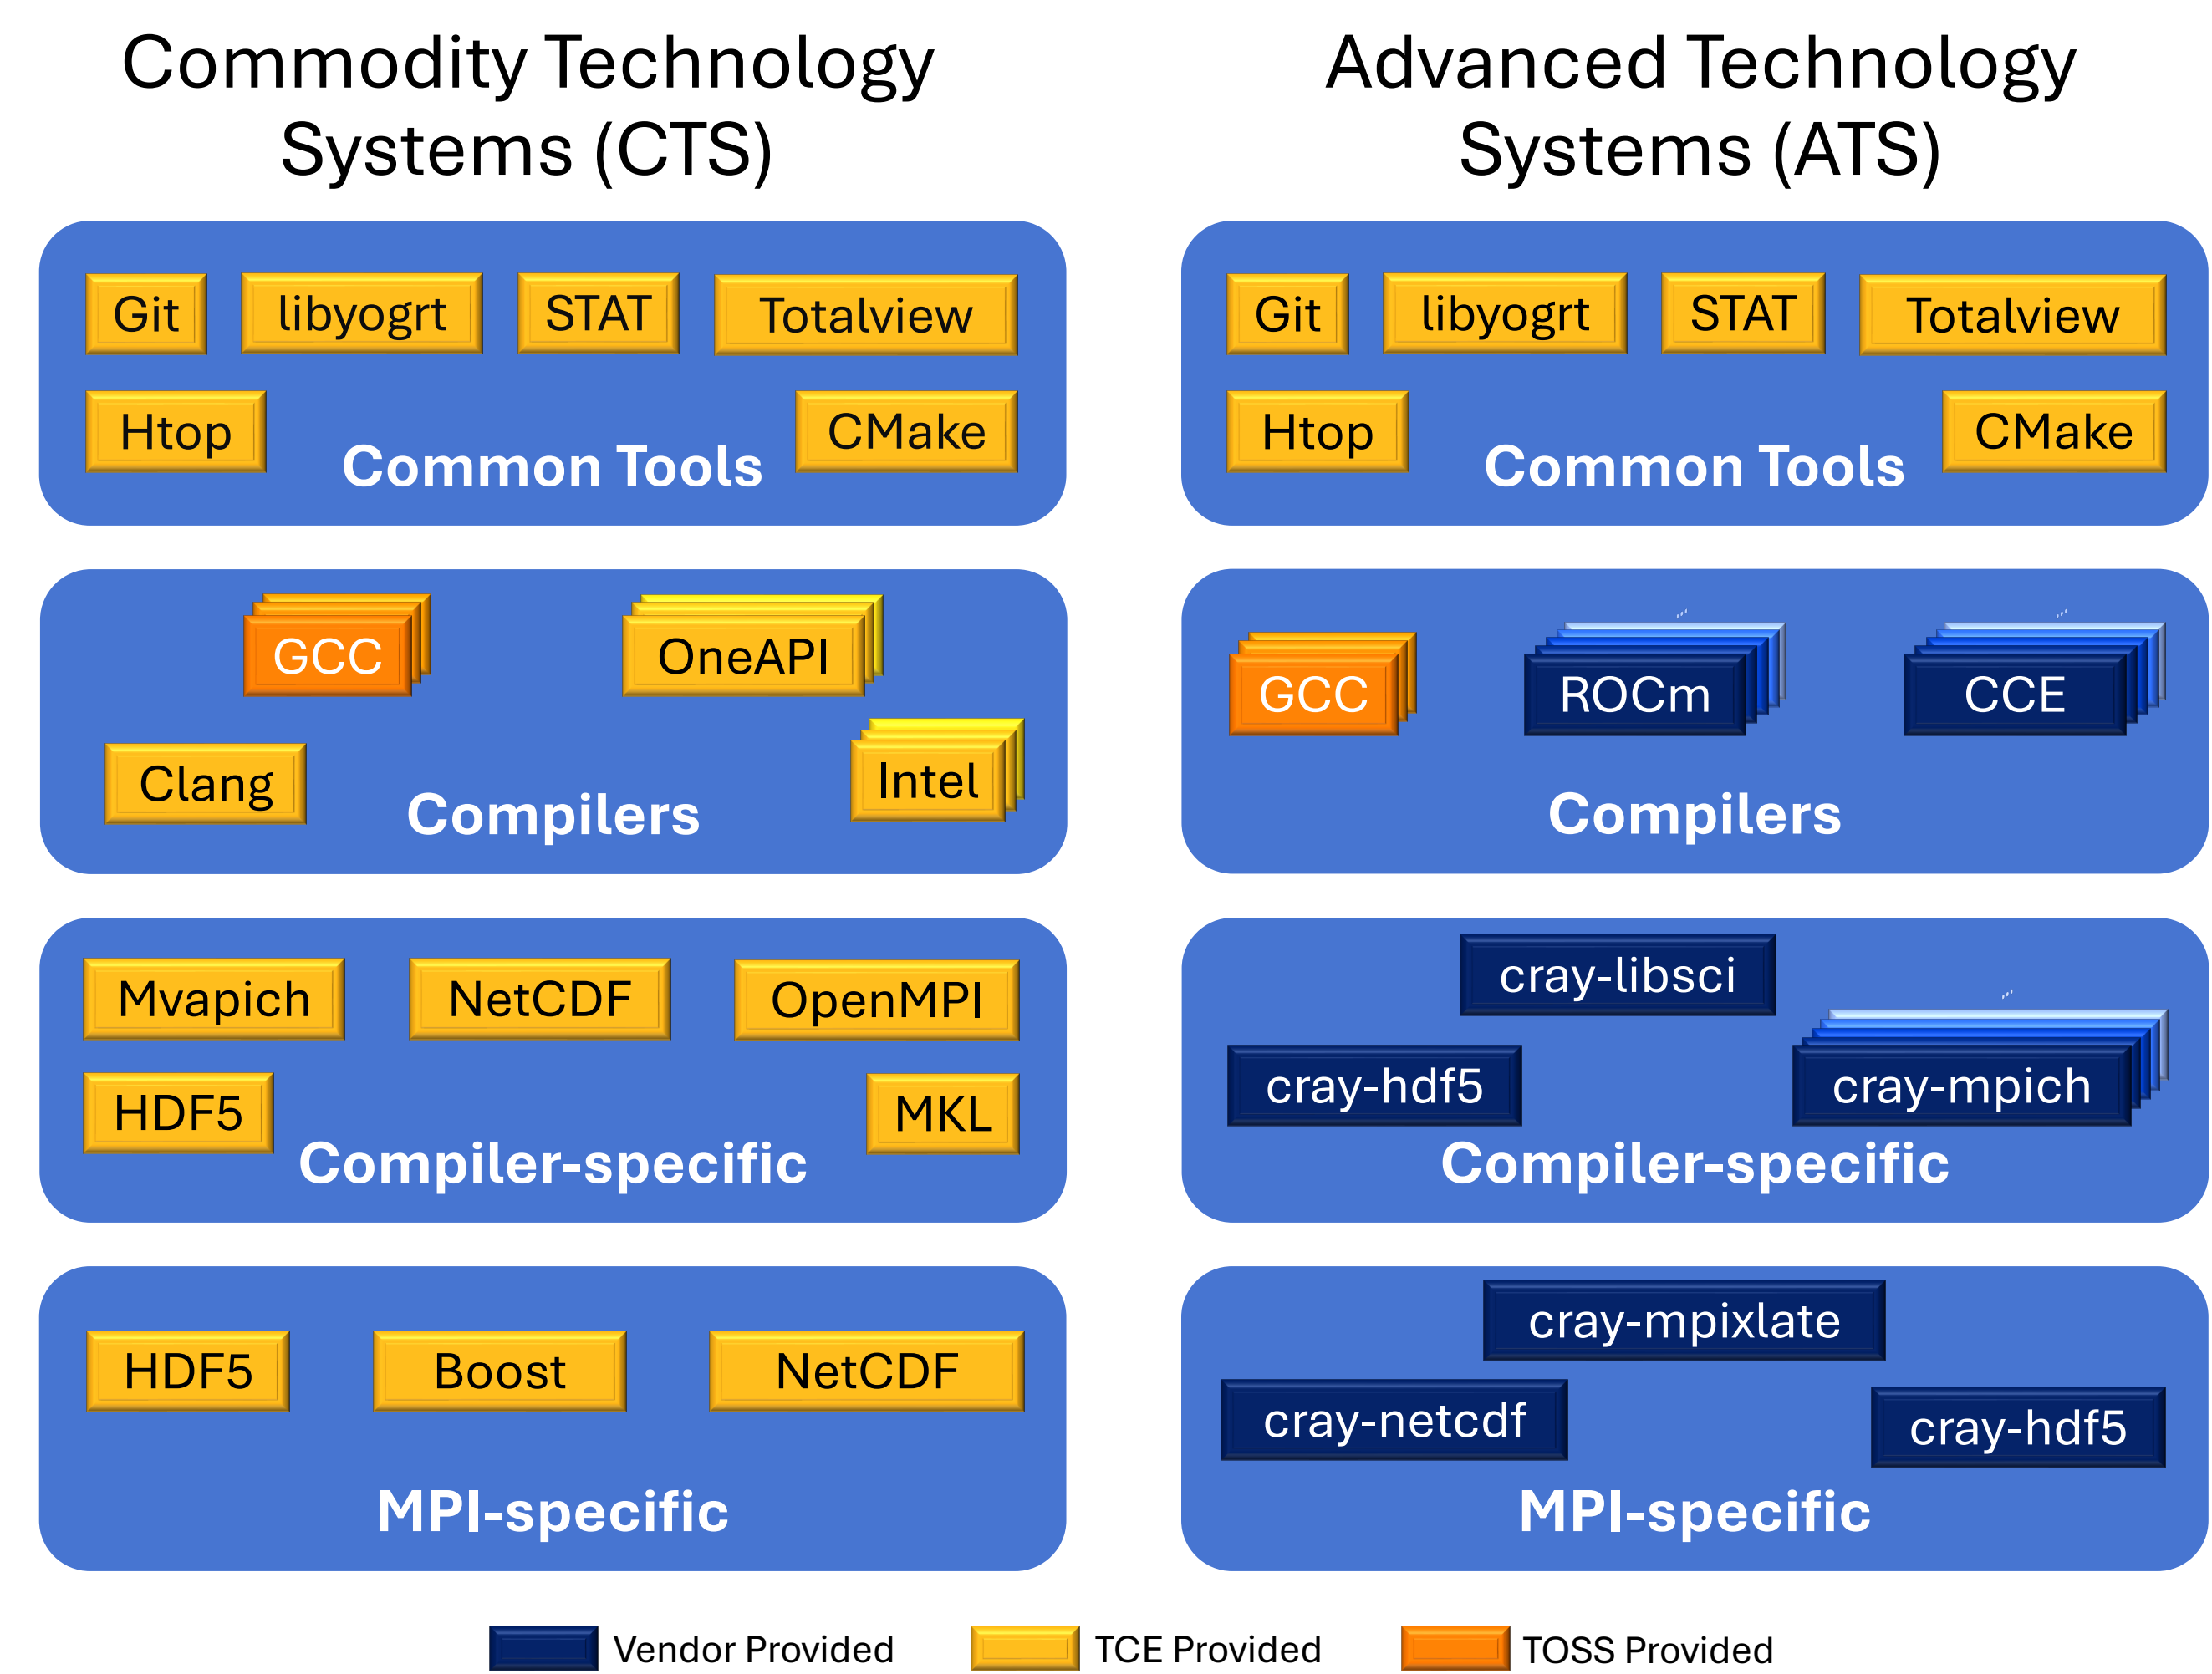 Commodity Technology
Systems (CTS)
Git
libyogrt
STAT
Totalview
Htop
CMake
Common Tools
GCC
OneAPI
Clang
Intel
Compilers
Mvapich
NetCDF
OpenMPI
HDF5
MKL
Compiler-specific
HDF5
Boost
NetCDF
MPI-specific
Advanced Technology
Systems (ATS)
Git
libyogrt
STAT
Totalview
Htop
CMake
Common Tools
GCC
ROCm
CCE
Compilers
cray-libsci
cray-hdf5
cray-mpich
Compiler-specific
cray-mpixlate
cray-netcdf
cray-hdf5
MPI-specific
Vendor Provided
TCE Provided
TOSS Provided